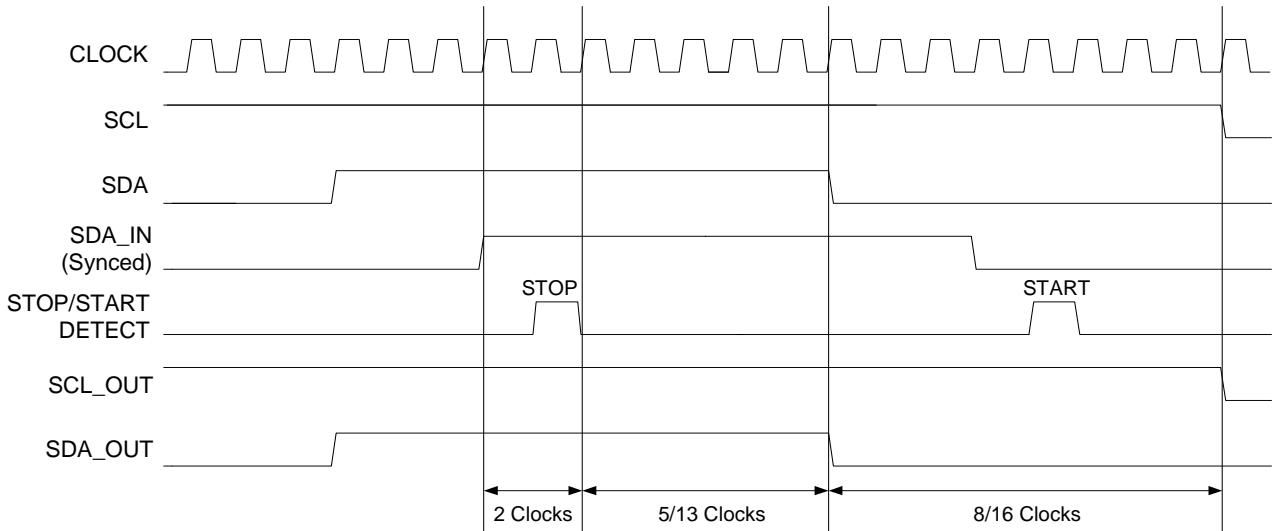 CLOCK
SCL
SDA
SDA_IN
(Synced)
STOP/START
DETECT
STOP
START
SCL_OUT
SDA_OUT
2 Clocks
5/13 Clocks
8/16 Clocks